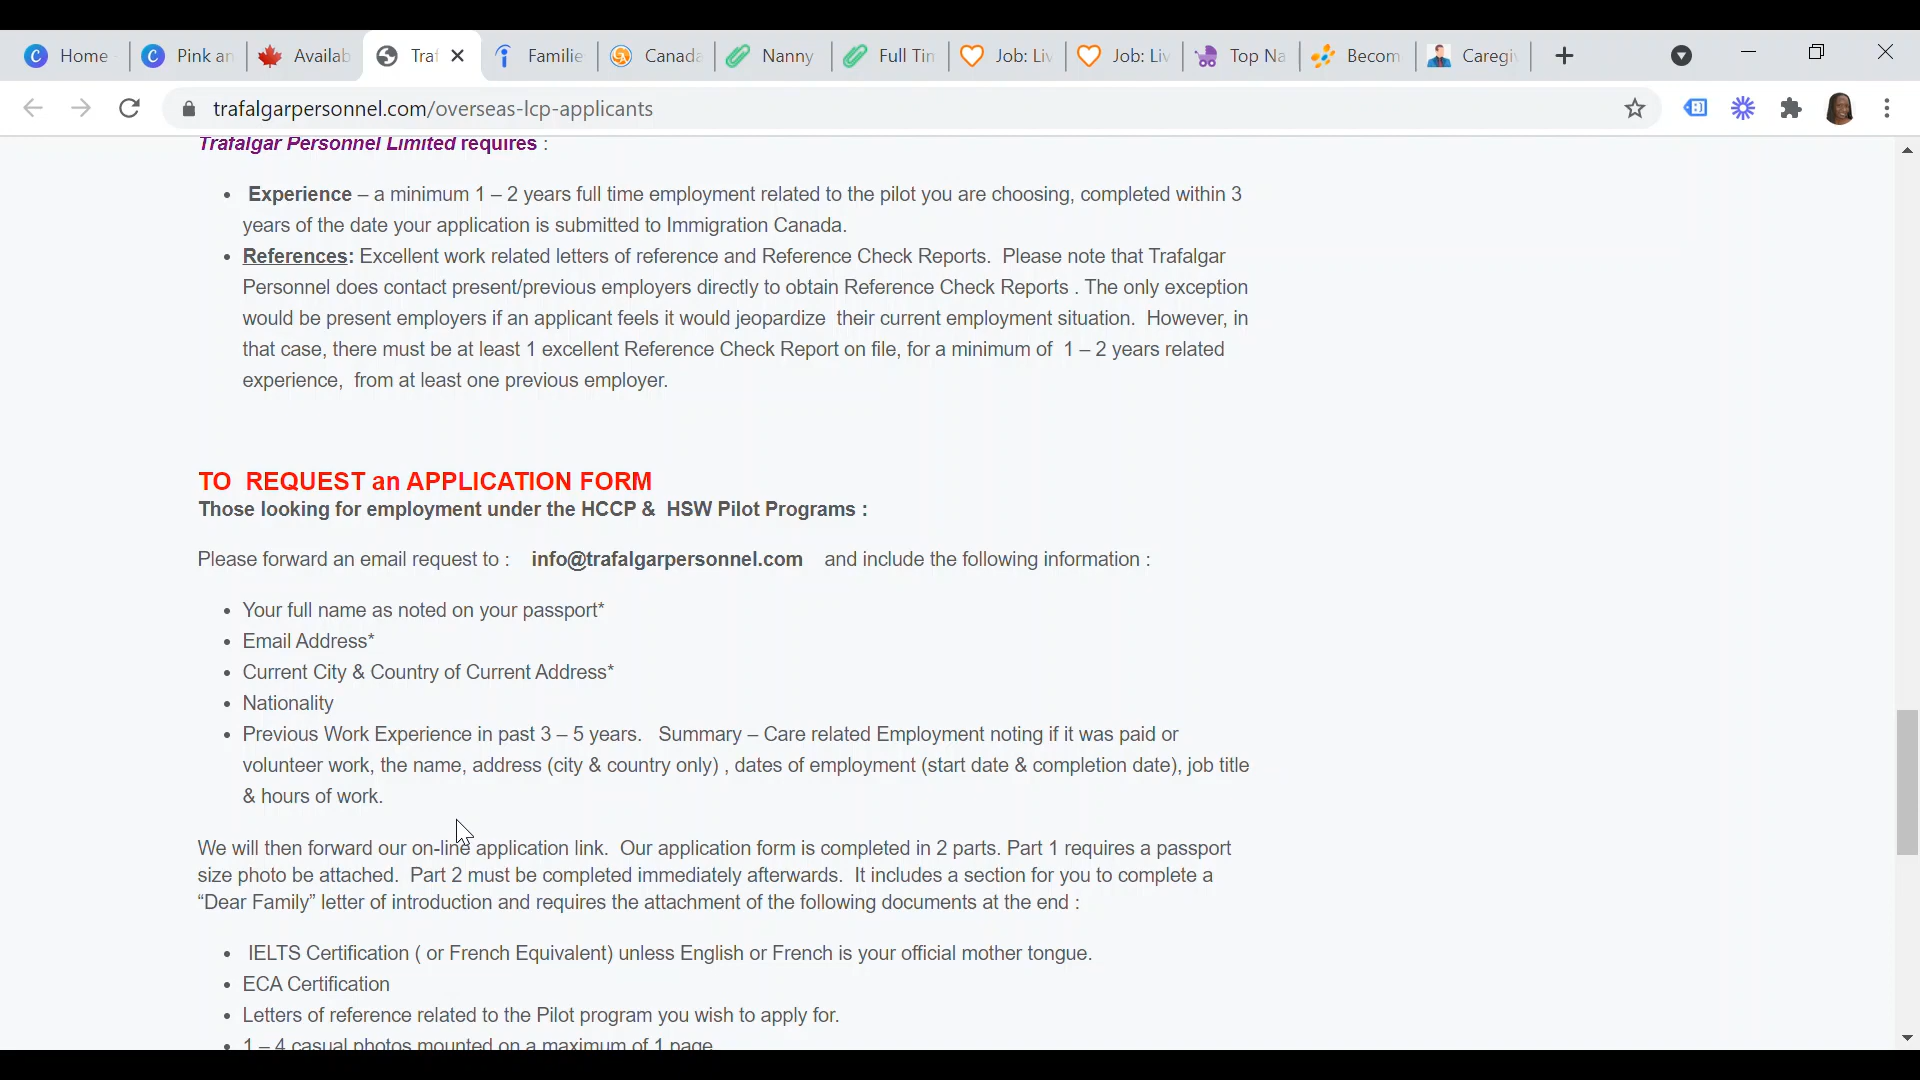 Home
Pink an
Availab
Traf
Familie
Canada
Nanny
Full Tin
Job: Liv
Job: Liv
Top Na
Becom
Caregi
trafalgarpersonnel.com/overseas-lcp-applicants
Trafalgar Personnel Limited requires :
• Experience – a minimum 1 – 2 years full time employment related to the pilot you are choosing, completed within 3
years of the date your application is submitted to Immigration Canada.
• References: Excellent work related letters of reference and Reference Check Reports. Please note that Trafalgar
Personnel does contact present/previous employers directly to obtain Reference Check Reports . The only exception
would be present employers if an applicant feels it would jeopardize their current employment situation. However, in
that case, there must be at least 1 excellent Reference Check Report on file, for a minimum of 1 – 2 years related
experience, from at least one previous employer.
TO REQUEST an APPLICATION FORM
Those looking for employment under the HCCP & HSW Pilot Programs :
Please forward an email request to : info@trafalgarpersonnel.com and include the following information :
• Your full name as noted on your passport*
• Email Address*
• Current City & Country of Current Address*
• Nationality
• Previous Work Experience in past 3 – 5 years. Summary – Care related Employment noting if it was paid or
volunteer work, the name, address (city & country only) , dates of employment (start date & completion date), job title
& hours of work.
We will then forward our on-line application link. Our application form is completed in 2 parts. Part 1 requires a passport
size photo be attached. Part 2 must be completed immediately afterwards. It includes a section for you to complete a
“Dear Family” letter of introduction and requires the attachment of the following documents at the end :
• IELTS Certification ( or French Equivalent) unless English or French is your official mother tongue.
• ECA Certification
• Letters of reference related to the Pilot program you wish to apply for.
• 1 – 4 casual photos mounted on a maximum of 1 page